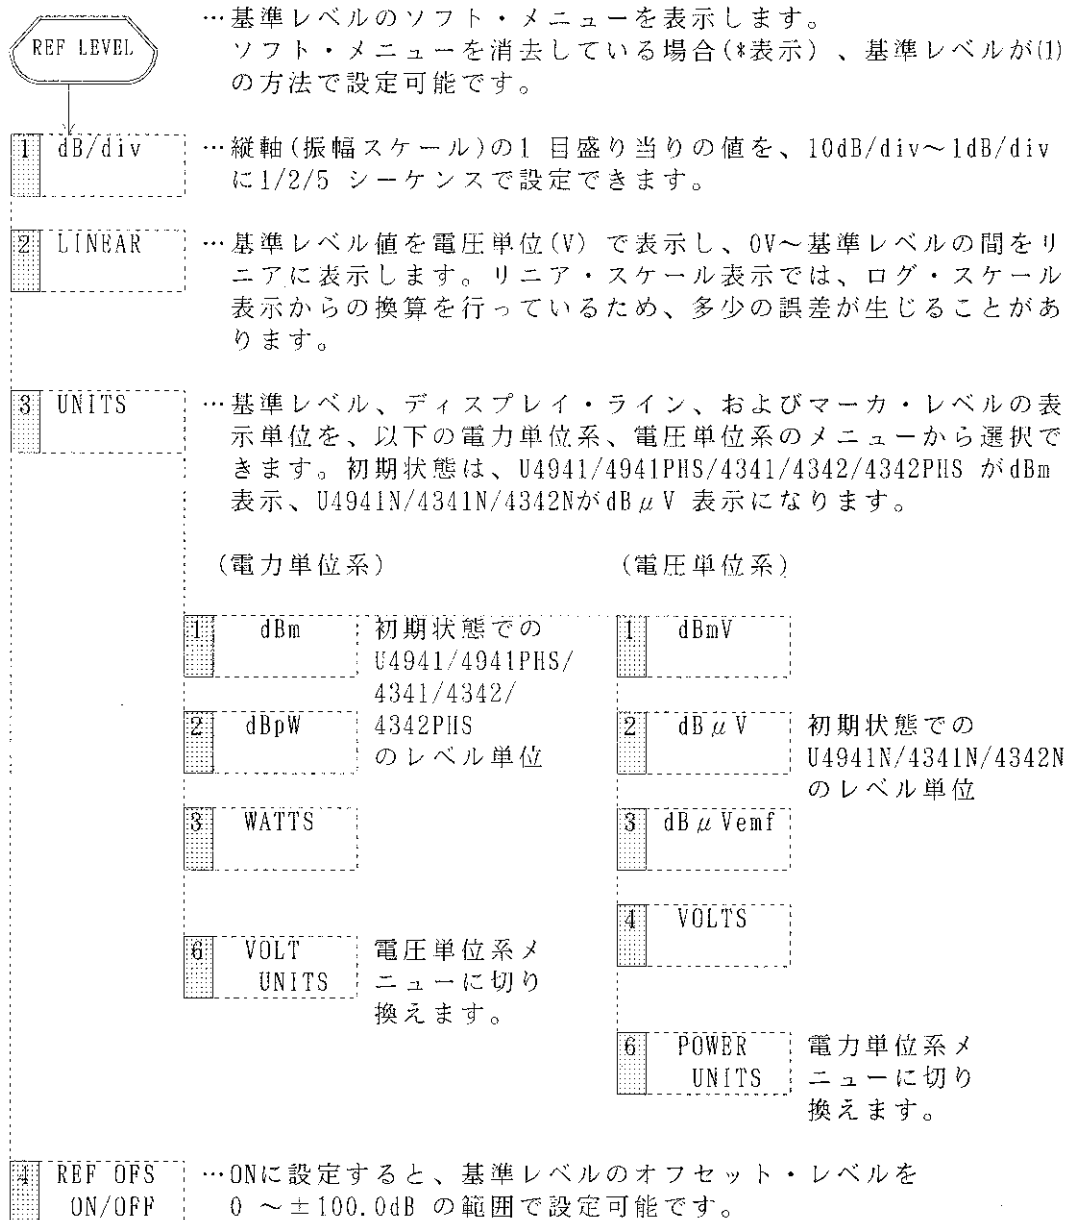 REF LEVEL
…基準レベルのソフト・メニューを表示します。
ソフト・メニューを消去している場合(*表示)、基準レベルが(1)
の方法で設定可能です。
1 dB/div
…縦軸(振幅スケール)の1 目盛り当りの値を、10dB/div～1dB/div
に1/2/5 シーケンスで設定できます。
2 LINEAR
…基準レベル値を電圧単位(V) で表示し、0V～基準レベルの間をリ
ニアに表示します。リニア・スケール表示では、ログ・スケール
表示からの換算を行っているため、多少の誤差が生じることがあ
ります。
3 UNITS
…基準レベル、ディスプレイ・ライン、およびマーカ・レベルの表
示単位を、以下の電力単位系、電圧単位系のメニューから選択で
きます。初期状態は、U4941/4941PHS/4341/4342/4342PHS がdBm
表示、U4941N/4341N/4342NがdBμV 表示になります。
(電力単位系)
1 dBm
初期状態での
U4941/4941PHS/
4341/4342/
4342PHS
のレベル単位
2 dBpW
3 WATTS
6 VOLT
UNITS
電圧単位系メ
ニューに切り
換えます。
(電圧単位系)
1 dBmV
2 dBμV
初期状態での
U4941N/4341N/4342N
のレベル単位
3 dBμVemf
4 VOLTS
6 POWER
UNITS
電力単位系メ
ニューに切り
換えます。
4 REF OFS
ON/OFF
…ONに設定すると、基準レベルのオフセット・レベルを
0 ～±100.0dB の範囲で設定可能です。